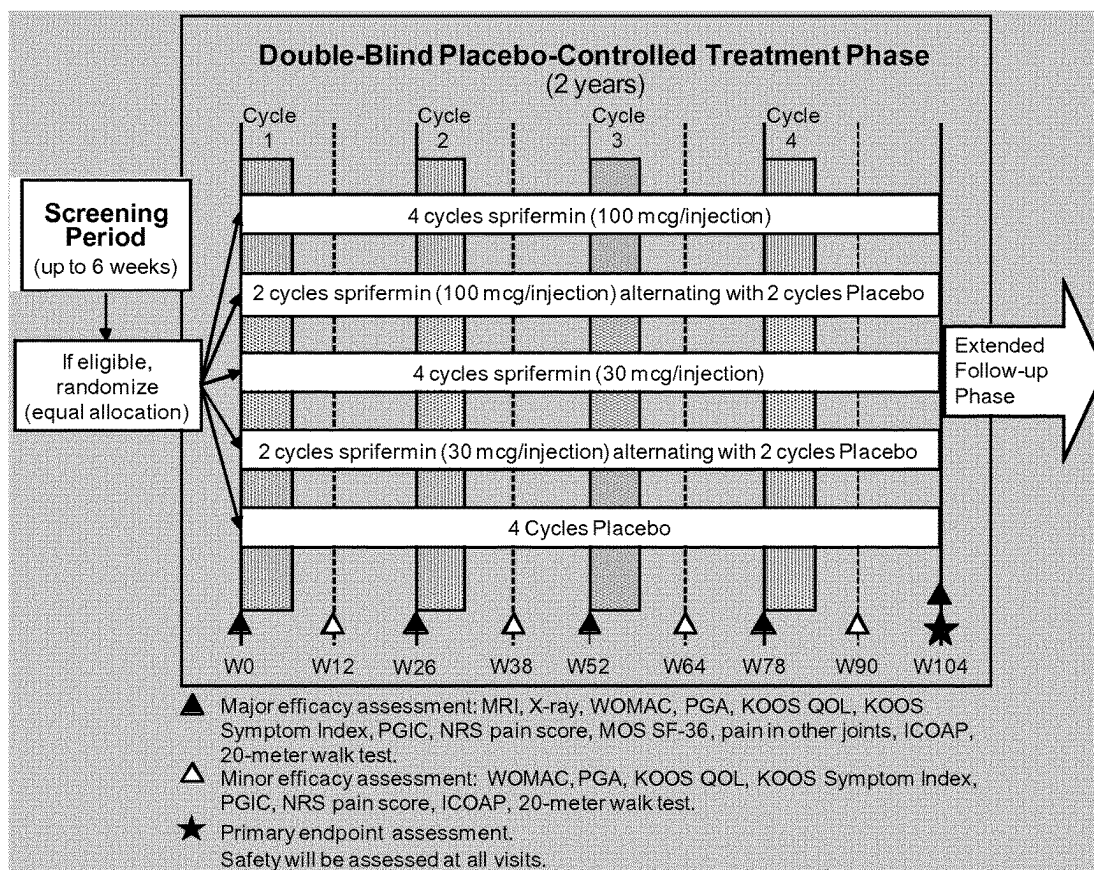 Double-Blind Placebo-Controlled Treatment Phase
(2 years)
Cycle
1
Cycle
2
Cycle
3
Cycle
4
Screening
Period
(up to 6 weeks)
If eligible,
randomize
(equal allocation)
4 cycles sprifermin (100 mcg/injection)
2 cycles sprifermin (100 mcg/injection) alternating with 2 cycles Placebo
4 cycles sprifermin (30 mcg/injection)
2 cycles sprifermin (30 mcg/injection) alternating with 2 cycles Placebo
4 Cycles Placebo
Extended
Follow-up
Phase
W0 W12 W26 W38 W52 W64 W78 W90 W104
Major efficacy assessment: MRI, X-ray, WOMAC, PGA, KOOS QOL, KOOS
Symptom Index, PGIC, NRS pain score, MOS SF-36, pain in other joints, ICOAP,
20-meter walk test.
Minor efficacy assessment: WOMAC, PGA, KOOS QOL, KOOS Symptom Index,
PGIC, NRS pain score, ICOAP, 20-meter walk test.
Primary endpoint assessment.
Safety will be assessed at all visits.